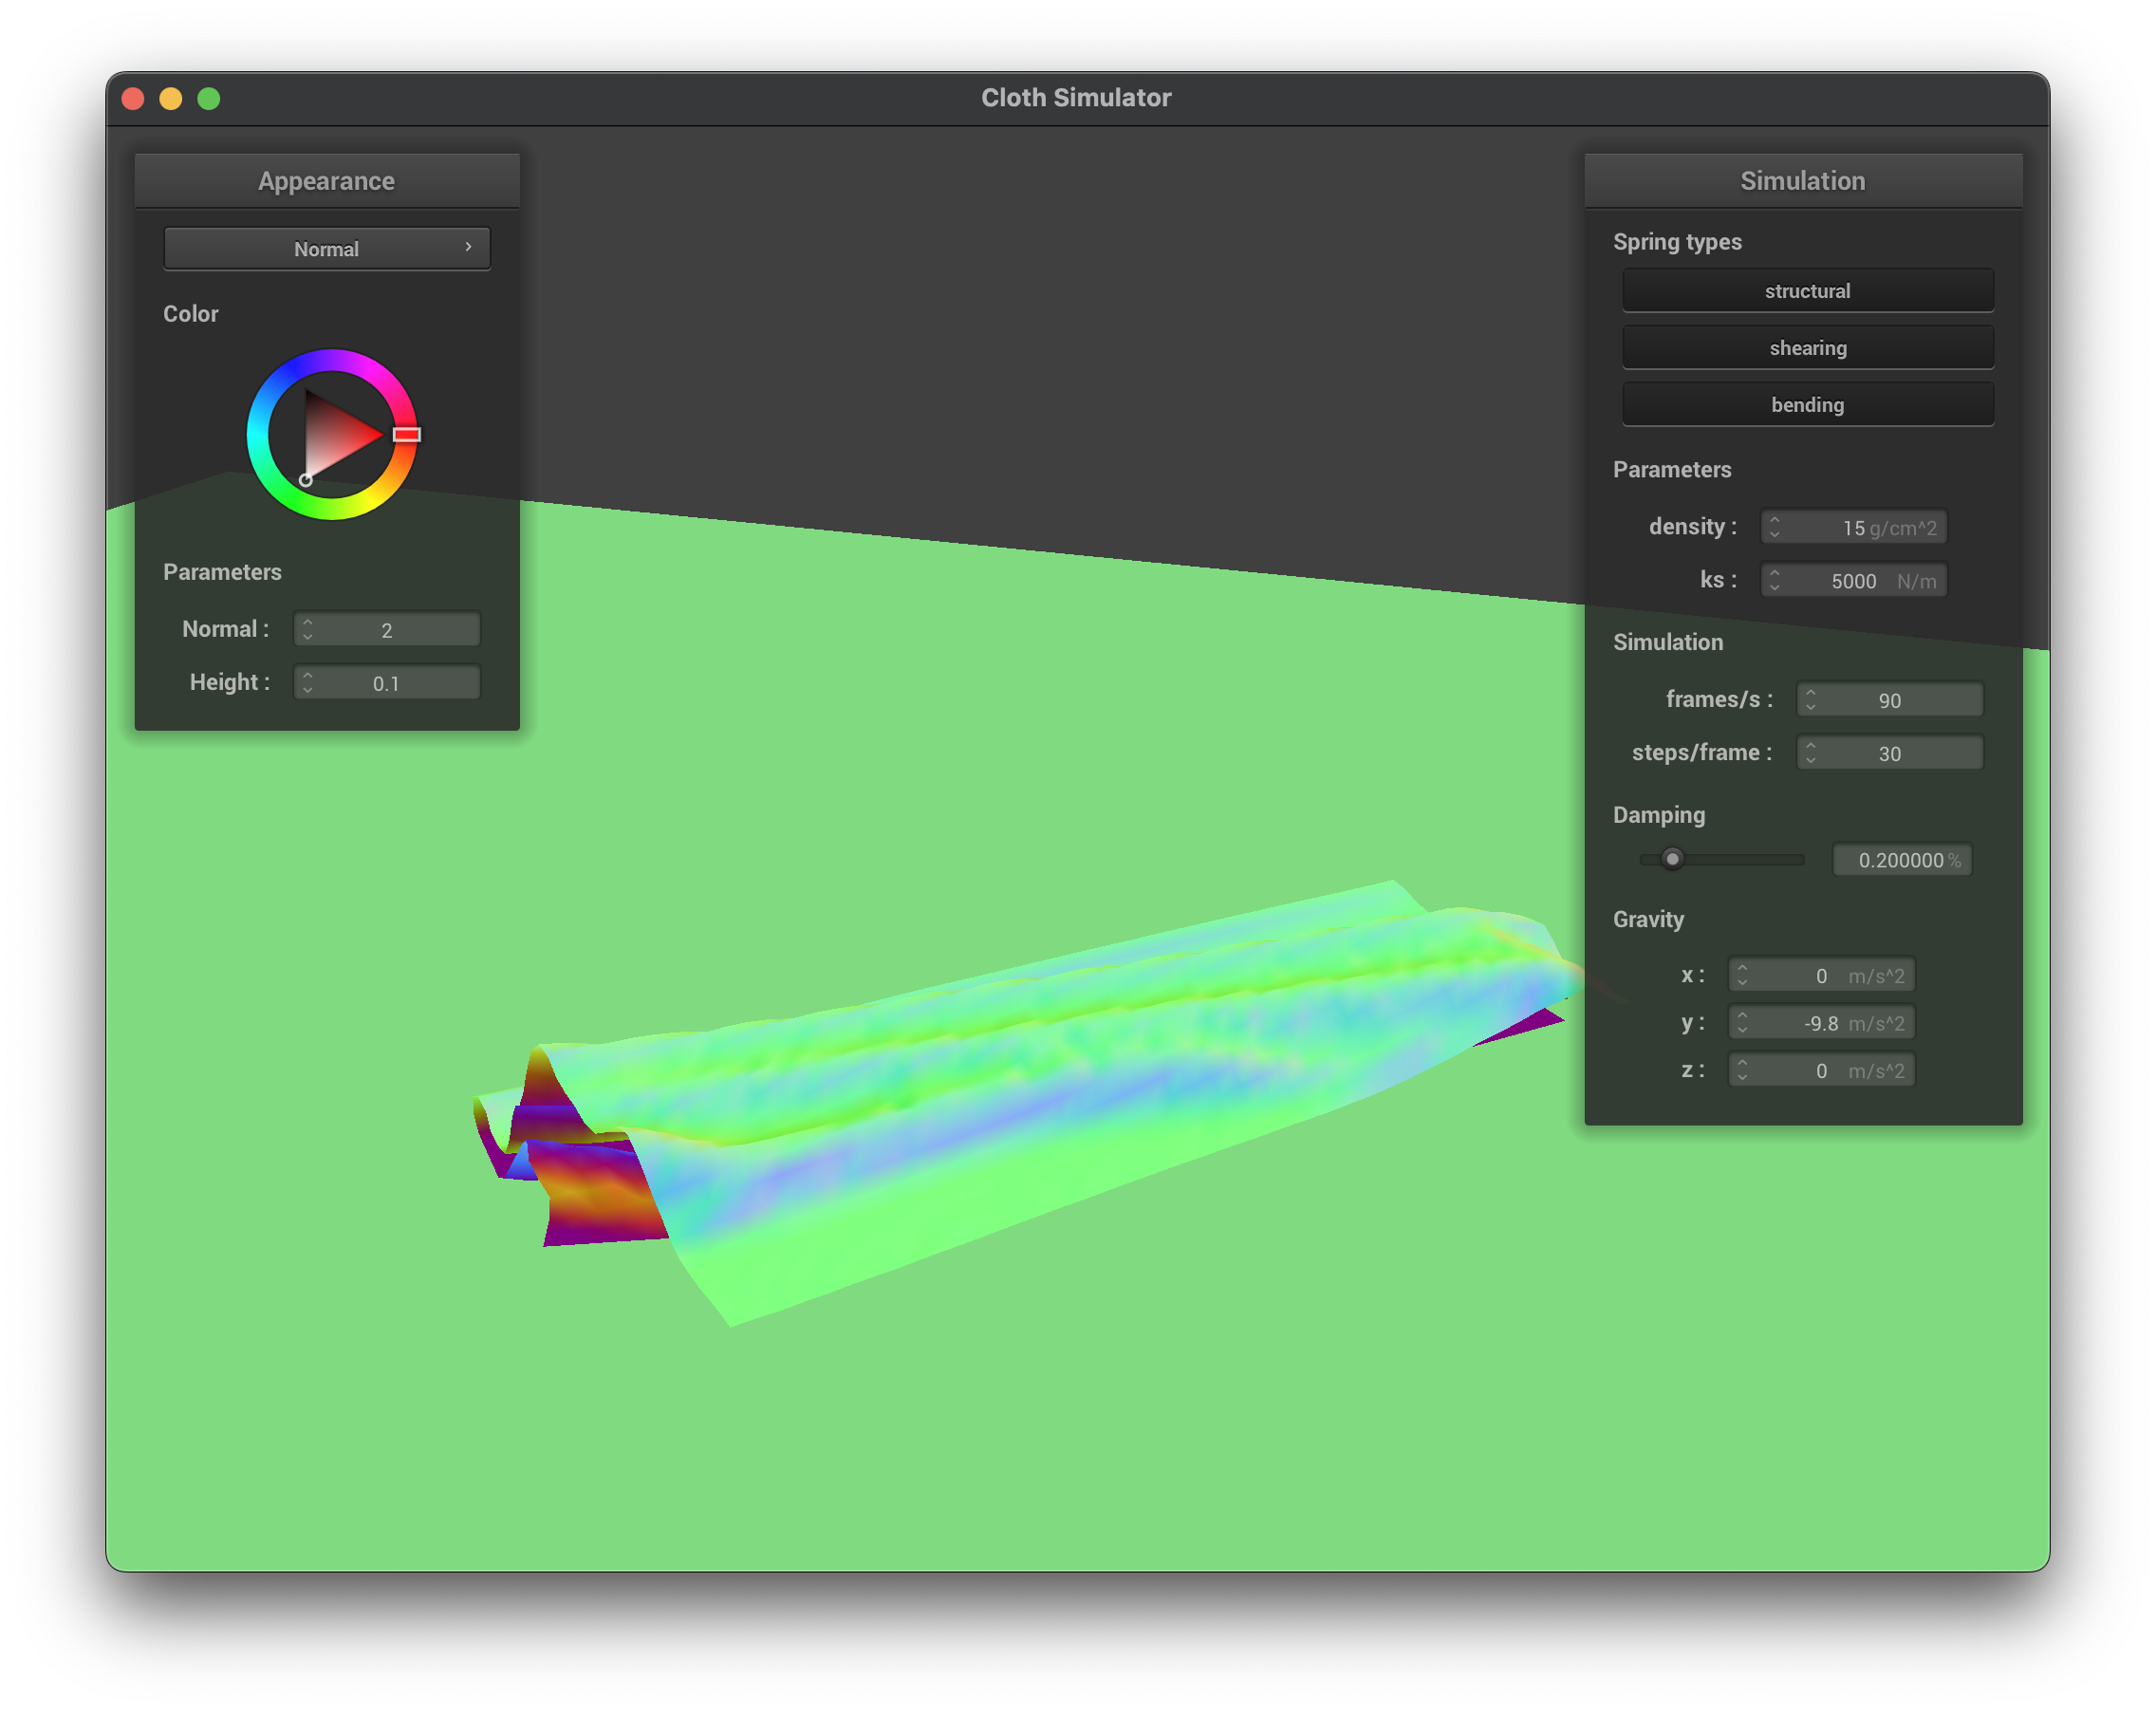 Cloth Simulator
Appearance
Normal
Color
Parameters
Normal : 2
Height : 0.1
Simulation
Spring types
structural
shearing
bending
Parameters
density : 15 g/cm^2
ks : 5000 N/m
Simulation
frames/s : 90
steps/frame : 30
Damping
0.200000 %
Gravity
x : 0 m/s^2
y : -9.8 m/s^2
z : 0 m/s^2